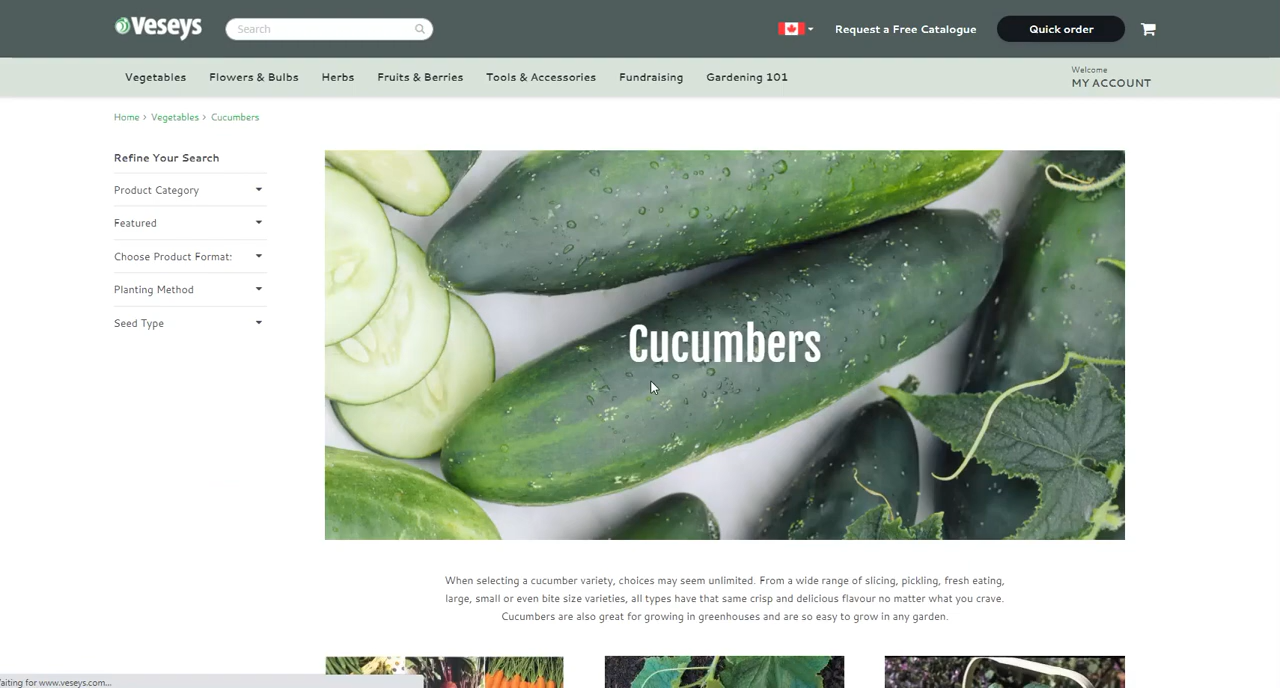 Veseys
Search
Request a Free Catalogue
Quick order
Vegetables
Flowers & Bulbs
Herbs
Fruits & Berries
Tools & Accessories
Fundraising
Gardening 101
Welcome
MY ACCOUNT
Home > Vegetables > Cucumbers
Refine Your Search
Product Category
Featured
Choose Product Format:
Planting Method
Seed Type
Cucumbers
When selecting a cucumber variety, choices may seem unlimited. From a wide range of slicing, pickling, fresh eating,
large, small or even bite size varieties, all types have that same crisp and delicious flavour no matter what you crave.
Cucumbers are also great for growing in greenhouses and are so easy to grow in any garden.
aiting for www.veseys.com...